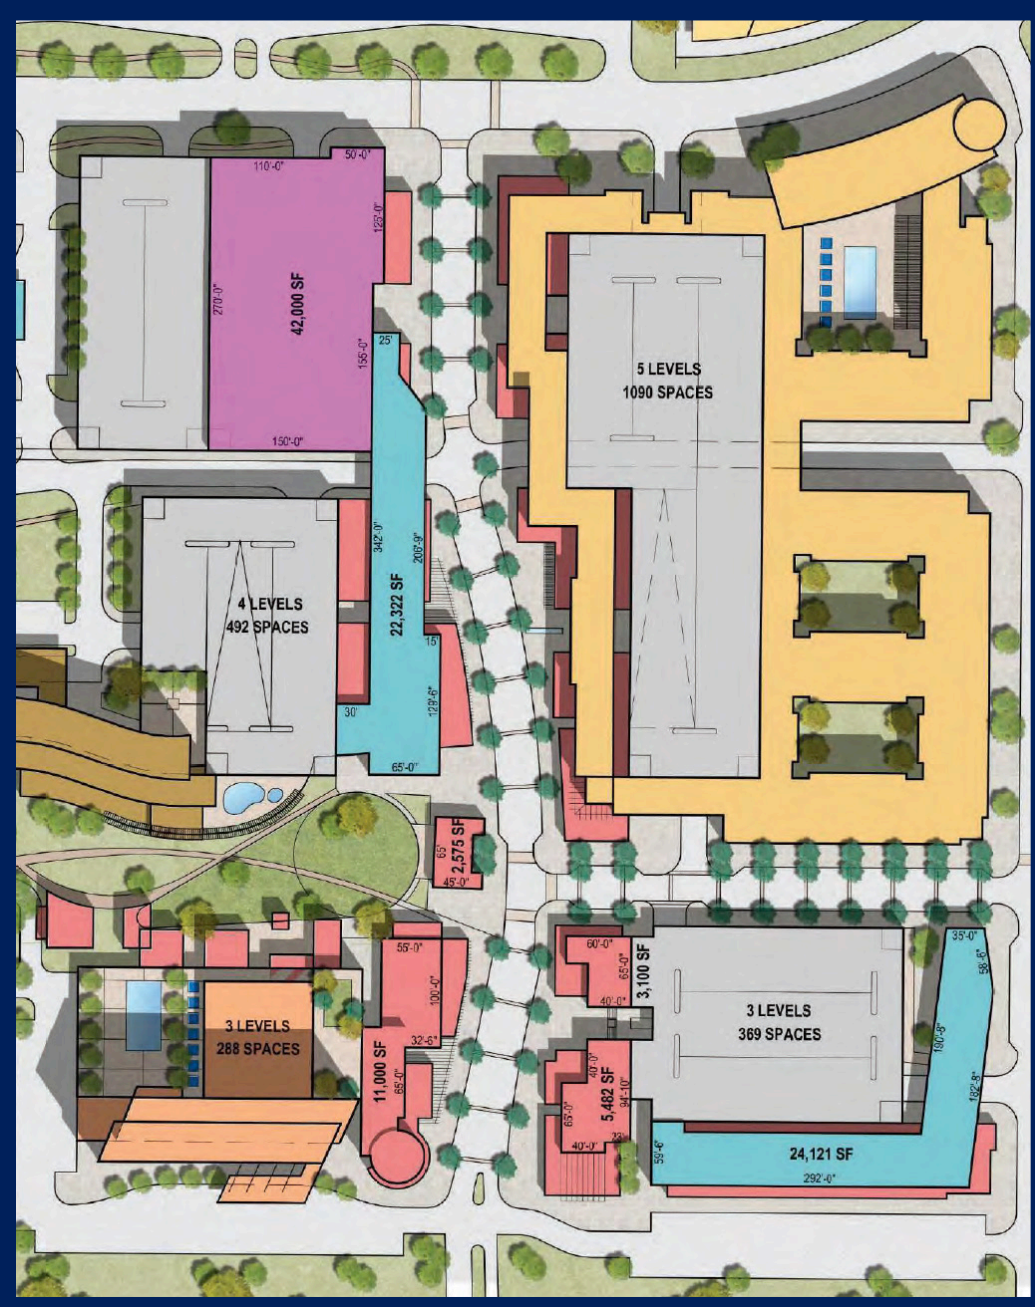 50'-0"
110'-0"
125'-0"
270'-0"
42,000 SF
155'-0"
25'
150'-0"
5 LEVELS
1090 SPACES
342'-0"
206'-9"
22,322 SF
4 LEVELS
492 SPACES
15'
129'-6"
30'
65'-0"
65'
2,575 SF
45'-0"
55'-0"
100'-0"
32'-6"
11,000 SF
65'-0"
3 LEVELS
288 SPACES
60'-0"
65'-0"
3,100 SF
40'-0"
3 LEVELS
369 SPACES
35'-0"
58'-6"
190'-8"
182'-8"
40'-0"
5,482 SF
94'-10"
65'-0"
40'-0"
23'
59'-6"
24,121 SF
292'-0"